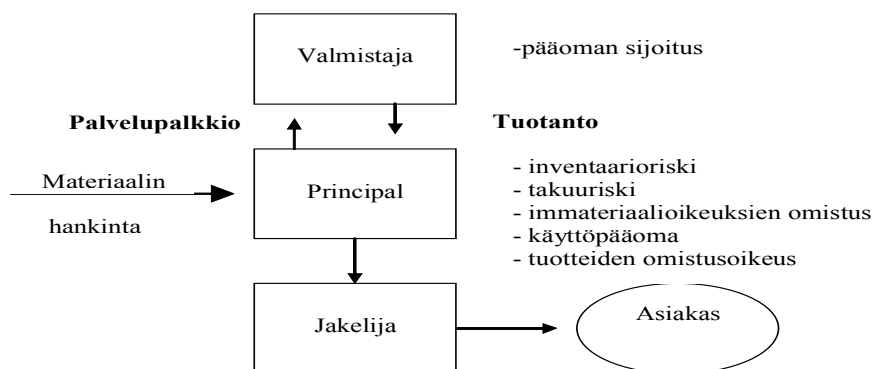 Valmistaja
-pääoman sijoitus
Palvelupalkkio
Tuotanto
Materiaalin
hankinta
Principal
- inventaarioriski
- takuuriski
- immateriaalioikeuksien omistus
- käyttöpääoma
- tuotteiden omistusoikeus
Jakelija
Asiakas